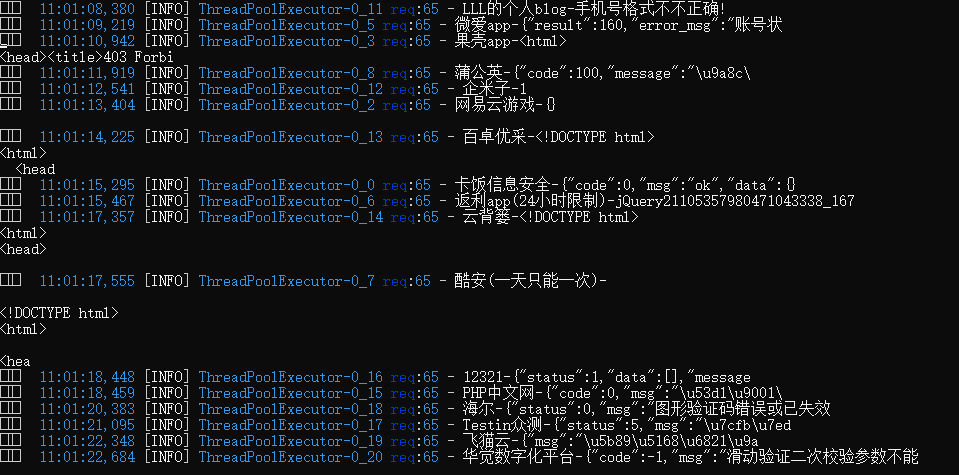 11:01:08,380 [INFO] ThreadPoolExecutor-0_11 req:65 - LLL的个人blog-手机号格式不不正确!
11:01:09,219 [INFO] ThreadPoolExecutor-0_5 req:65 - 微爱app-{"result":160,"error_msg":"账号状
11:01:10,942 [INFO] ThreadPoolExecutor-0_3 req:65 - 果壳app-<html>
<head><title>403 Forbi
11:01:11,919 [INFO] ThreadPoolExecutor-0_8 req:65 - 蒲公英-{"code":100,"message":"\u9a8c\
11:01:12,541 [INFO] ThreadPoolExecutor-0_12 req:65 - 企米子-1
11:01:13,404 [INFO] ThreadPoolExecutor-0_2 req:65 - 网易云游戏-{}
11:01:14,225 [INFO] ThreadPoolExecutor-0_13 req:65 - 百卓优采-<!DOCTYPE html>
<html>
<head
11:01:15,295 [INFO] ThreadPoolExecutor-0_0 req:65 - 卡饭信息安全-{"code":0,"msg":"ok","data":{}
11:01:15,467 [INFO] ThreadPoolExecutor-0_6 req:65 - 返利app(24小时限制)-jQuery21105357980471043338_167
11:01:17,357 [INFO] ThreadPoolExecutor-0_14 req:65 - 云背篓-<!DOCTYPE html>
<html>
<head>
11:01:17,555 [INFO] ThreadPoolExecutor-0_7 req:65 - 酷安(一天只能一次)-
<!DOCTYPE html>
<html>
<hea
11:01:18,448 [INFO] ThreadPoolExecutor-0_16 req:65 - 12321-{"status":1,"data":[],"message
11:01:18,459 [INFO] ThreadPoolExecutor-0_15 req:65 - PHP中文网-{"code":0,"msg":"\u53d1\u9001\
11:01:20,383 [INFO] ThreadPoolExecutor-0_18 req:65 - 海尔-{"status":0,"msg":"图形验证码错误或已失效
11:01:21,095 [INFO] ThreadPoolExecutor-0_17 req:65 - Testin众测-{"status":5,"msg":"\u7cfb\u7ed
11:01:22,348 [INFO] ThreadPoolExecutor-0_19 req:65 - 飞猫云-{"msg":"\u5b89\u5168\u6821\u9a
11:01:22,684 [INFO] ThreadPoolExecutor-0_20 req:65 - 华觉数字化平台-{"code":-1,"msg":"滑动验证二次校验参数不能